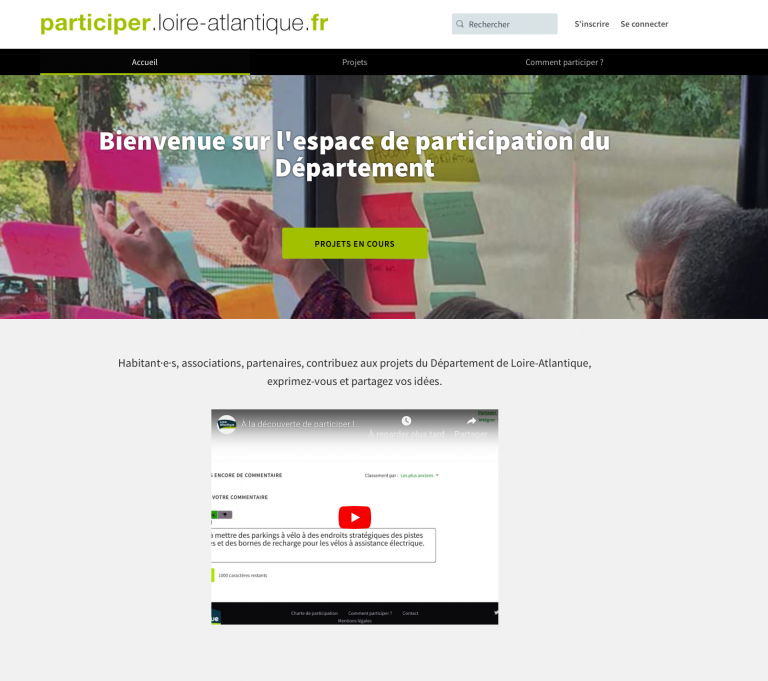 participer.loire-atlantique.fr
Rechercher
S'inscrire
Se connecter
Accueil
Projets
Comment participer ?
Bienvenue sur l'espace de participation du
Département
PROJETS EN COURS
Habitant·e·s, associations, partenaires, contribuez aux projets du Département de Loire-Atlantique,
exprimez-vous et partagez vos idées.
À la découverte de participer l
À regarder plus tard
Partager
ENCORE DE COMMENTAIRE
Classement par : Les plus anciens
VOTRE COMMENTAIRE
mettre des parkings à vélo à des endroits stratégiques des pistes
et des bornes de recharge pour les vélos à assistance électrique.
1000 caractères restants
Charte de participation
Comment participer ?
Contact
Mentions légales